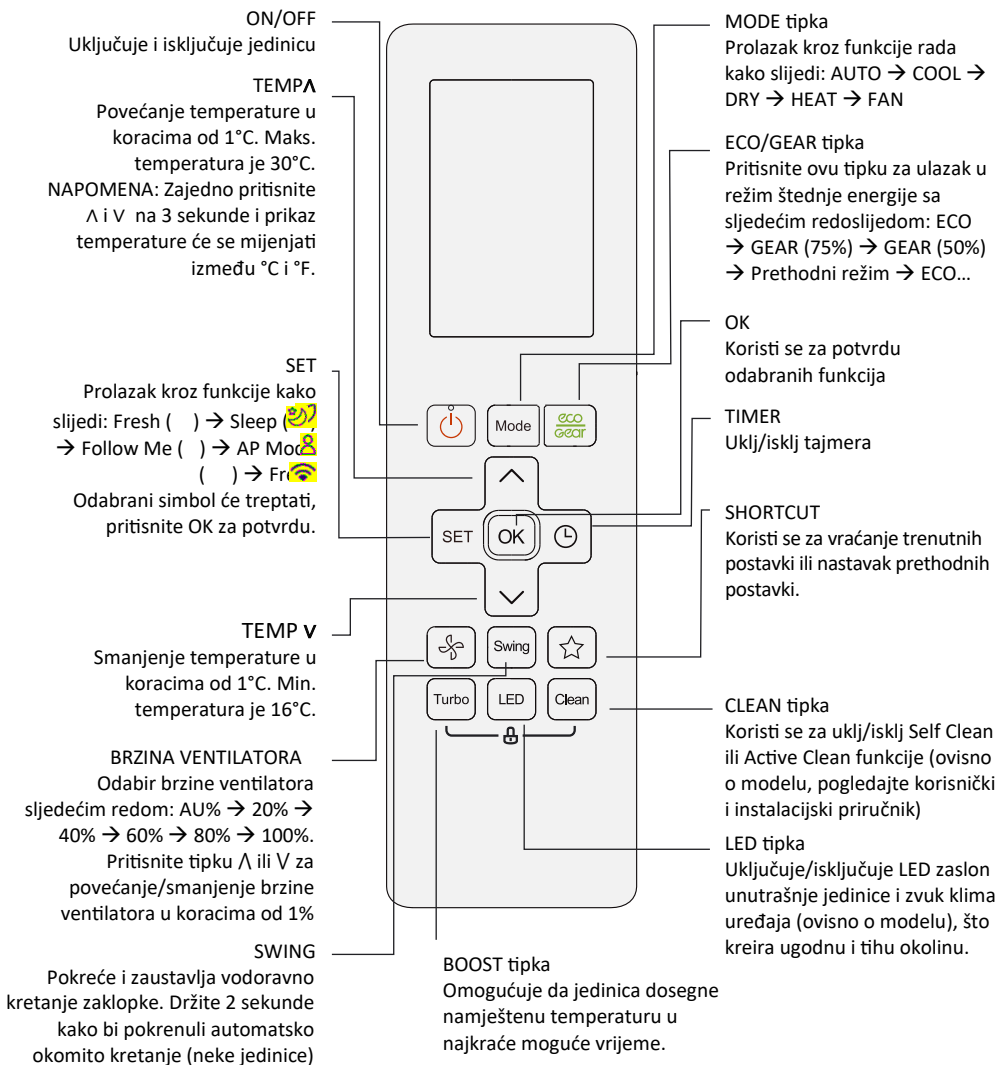 ON/OFF
Uključuje i isključuje jedinicu
TEMPΛ
Povećanje temperature u
koracima od 1°C. Maks.
temperatura je 30°C.
NAPOMENA: Zajedno pritisnite
Λ i V na 3 sekunde i prikaz
temperature će se mijenjati
između °C i °F.
SET
Prolazak kroz funkcije kako
slijedi: Fresh ( ) → Sleep (
→ Follow Me ( ) → AP Mod
( ) → Fr
Odabrani simbol će treptati,
pritisnite OK za potvrdu.
TEMP V
Smanjenje temperature u
koracima od 1°C. Min.
temperatura je 16°C.
BRZINA VENTILATORA
Odabir brzine ventilatora
sljedećim redom: AU% → 20% →
40% → 60% → 80% → 100%.
Pritisnite tipku Λ ili V za
povećanje/smanjenje brzine
ventilatora u koracima od 1%
SWING
Pokreće i zaustavlja vodoravno
kretanje zaklopke. Držite 2 sekunde
kako bi pokrenuli automatsko
okomito kretanje (neke jedinice)
Mode
eco
Gear
SET
OK
Swing
Turbo
LED
Clean
BOOST tipka
Omogućuje da jedinica dosegne
namještenu temperaturu u
najkraće moguće vrijeme.
MODE tipka
Prolazak kroz funkcije rada
kako slijedi: AUTO → COOL →
DRY → HEAT → FAN
ECO/GEAR tipka
Pritisnite ovu tipku za ulazak u
režim štednje energije sa
sljedećim redoslijedom: ECO
→ GEAR (75%) → GEAR (50%)
→ Prethodni režim → ECO…
OK
Koristi se za potvrdu
odabranih funkcija
TIMER
Uklj/isklj tajmera
SHORTCUT
Koristi se za vraćanje trenutnih
postavki ili nastavak prethodnih
postavki.
CLEAN tipka
Koristi se za uklj/isklj Self Clean
ili Active Clean funkcije (ovisno
o modelu, pogledajte korisnički
i instalacijski priručnik)
LED tipka
Uključuje/isključuje LED zaslon
unutrašnje jedinice i zvuk klima
uređaja (ovisno o modelu), što
kreira ugodnu i tihu okolinu.